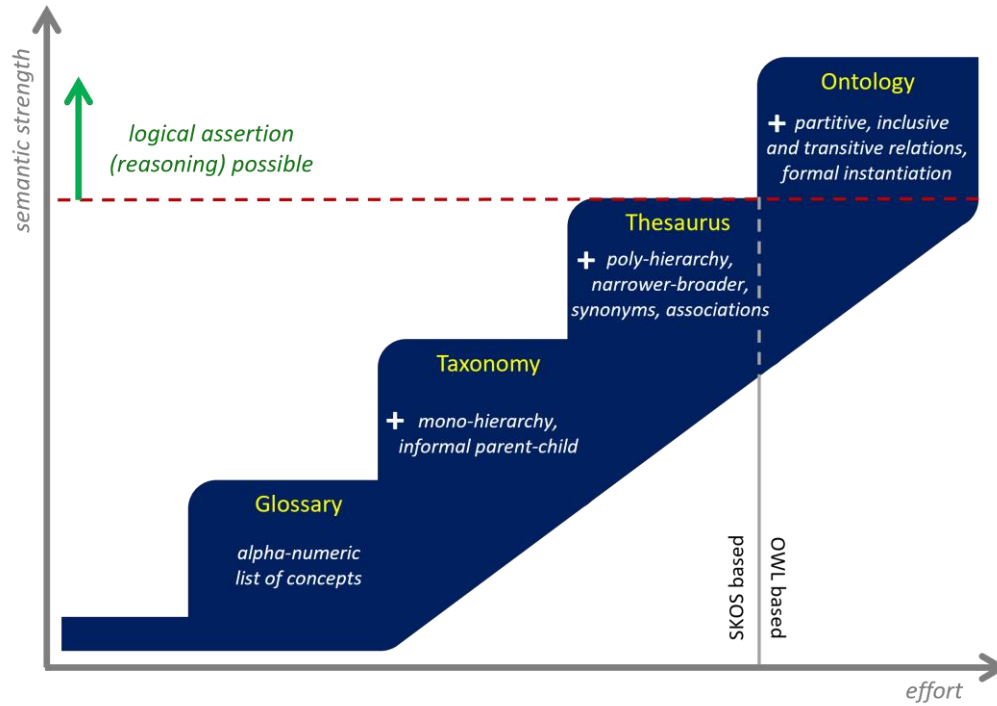 semantic strength
logical assertion
(reasoning) possible
Ontology
+ partitive, inclusive
and transitive relations,
formal instantiation
Thesaurus
+ poly-hierarchy,
narrower-broader,
synonyms, associations
Taxonomy
+ mono-hierarchy,
informal parent-child
Glossary
alpha-numeric
list of concepts
SKOS based
OWL based
effort